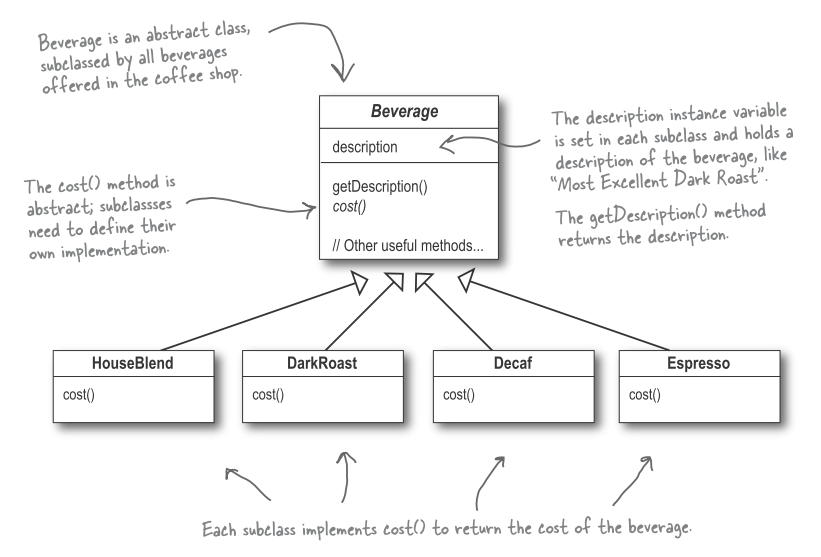 Beverage is an abstract class,
subclassed by all beverages
offered in the coffee shop.
Beverage
description
getDescription()
cost()
// Other useful methods...
The description instance variable
is set in each subclass and holds a
description of the beverage, like
“Most Excellent Dark Roast”.
The getDescription() method
returns the description.
The cost() method is
abstract; subclassses
need to define their
own implementation.
HouseBlend
cost()
DarkRoast
cost()
Decaf
cost()
Espresso
cost()
Each subclass implements cost() to return the cost of the beverage.